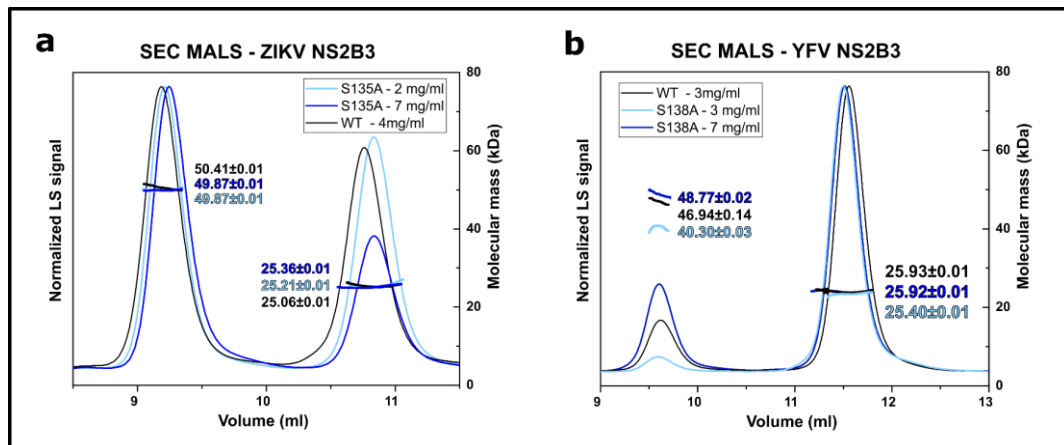 a
SEC MALS - ZIKV NS2B3
Normalized LS signal
S135A - 2 mg/ml
S135A - 7 mg/ml
WT - 4mg/ml
50.41±0.01
49.87±0.01
49.87±0.01
25.36±0.01
25.21±0.01
25.06±0.01
80
60
40
20
0
Molecular mass (kDa)
9
10
11
Volume (ml)
b
SEC MALS - YFV NS2B3
Normalized LS signal
WT - 3mg/ml
S138A - 3 mg/ml
S138A - 7 mg/ml
48.77±0.02
46.94±0.14
40.30±0.03
25.93±0.01
25.92±0.01
25.40±0.01
80
60
40
20
0
Molecular mass (kDa)
9
10
11
12
13
Volume (ml)